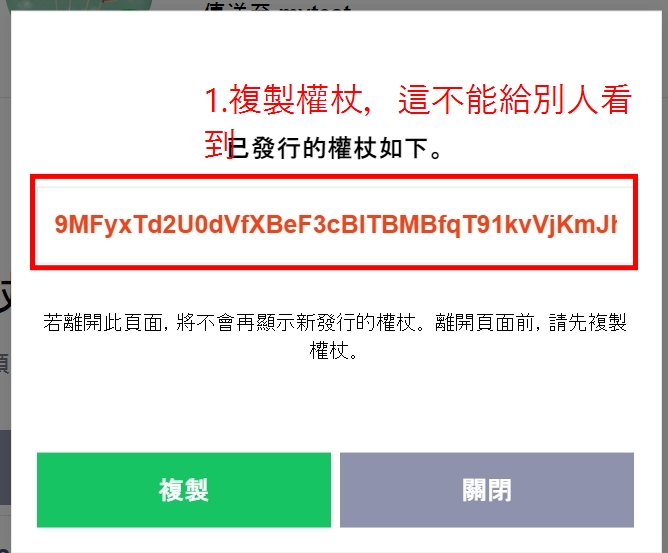 傳送至 mytest
1.複製權杖，這不能給別人看
到
已發行的權杖如下。
9MFyxTd2U0dVfXBeF3cBITBMBfqT91kvVjKmJh
若離開此頁面，將不會再顯示新發行的權杖。離開頁面前，請先複製
權杖。
複製
關閉